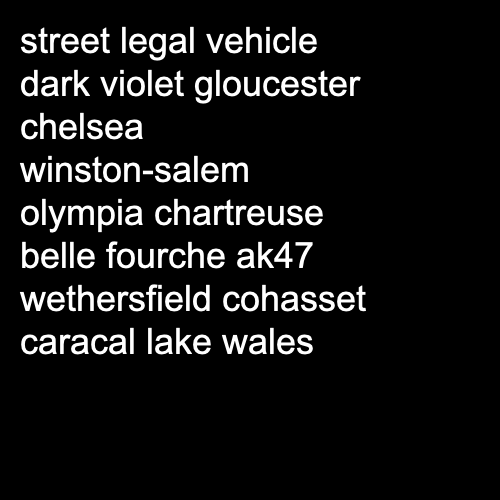 street legal vehicle
dark violet gloucester
chelsea
winston-salem
olympia chartreuse
belle fourche ak47
wethersfield cohasset
caracal lake wales